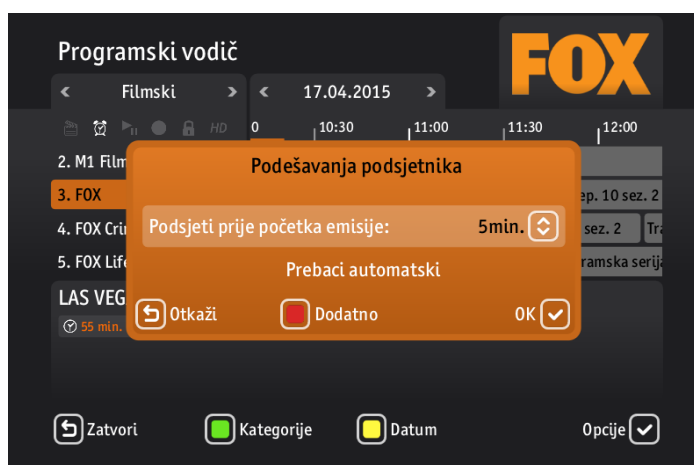 Programski vodič
FOX
< Filmski > < 17.04.2015 >
HD 0 10:30 11:00 11:30 12:00
2. M1 Film
3. FOX ep. 10 sez. 2
4. FOX Cri sez. 2 Tra
5. FOX Life ramska serij
LAS VEG
55 min.
Podešavanja podsjetnika
Podsjeti prije početka emisije: 5min.
Prebaci automatski
Otkaži Dodatno OK
Zatvori Kategorije Datum Opcije